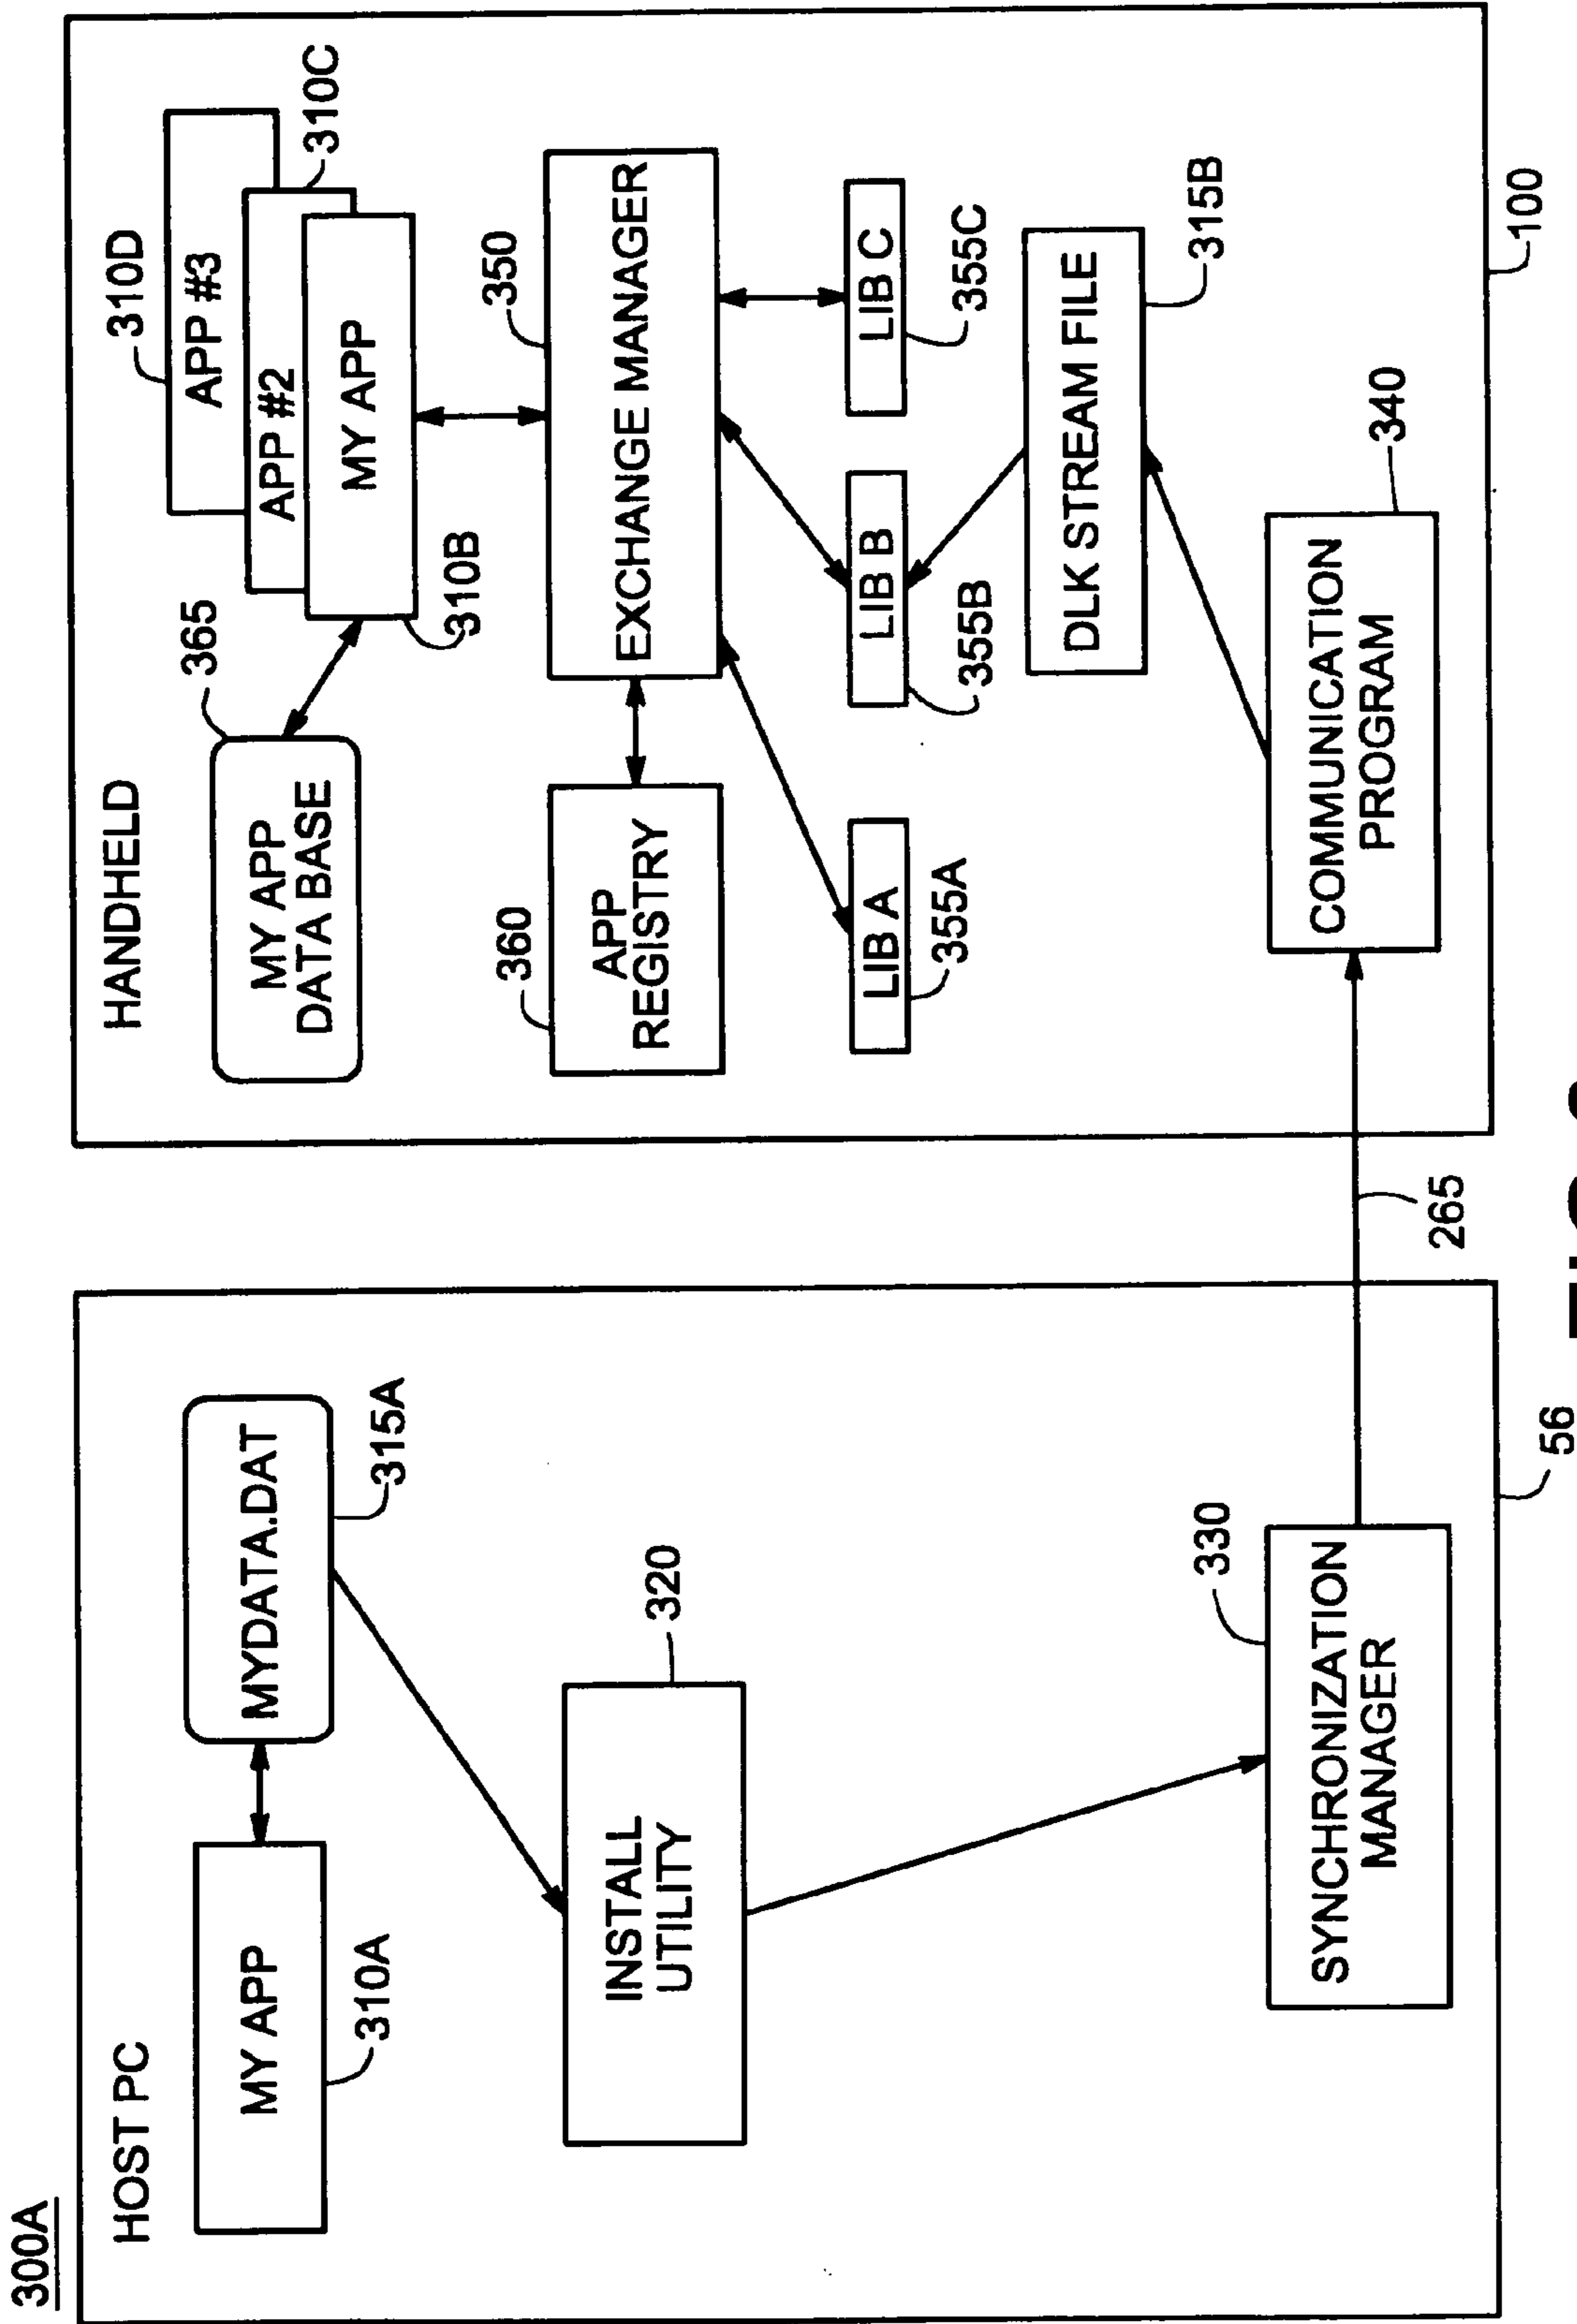 300A
HOST PC
MY APP
310A
MYDATA.DAT
315A
INSTALL
UTILITY
320
SYNCHRONIZATION
MANAGER
330
56
265
HANDHELD
MY APP
DATA BASE
365
APP #3
310D
APP #2
310C
MY APP
310B
APP
REGISTRY
360
EXCHANGE MANAGER
350
LIB A
355A
LIB B
355B
LIB C
355C
DLK STREAM FILE
315B
COMMUNICATION
PROGRAM
340
100